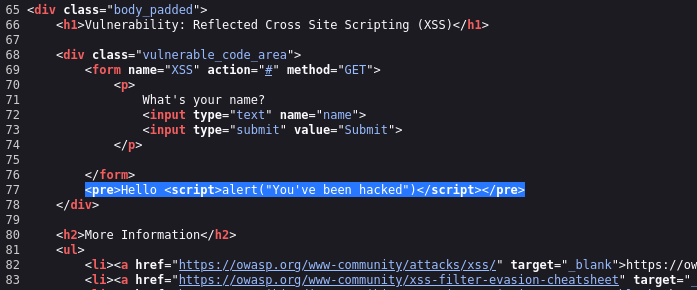 65 <div class="body_padded">
66     <h1>Vulnerability: Reflected Cross Site Scripting (XSS)</h1>
67
68     <div class="vulnerable_code_area">
69         <form name="XSS" action="#" method="GET">
70             <p>
71                 What's your name?
72                 <input type="text" name="name">
73                 <input type="submit" value="Submit">
74             </p>
75
76         </form>
77         <pre>Hello <script>alert("You've been hacked")</script></pre>
78     </div>
79
80     <h2>More Information</h2>
81     <ul>
82         <li><a href="https://owasp.org/www-community/attacks/xss/" target="_blank">https://ow
83         <li><a href="https://owasp.org/www-community/xss-filter-evasion-cheatsheet" target="_